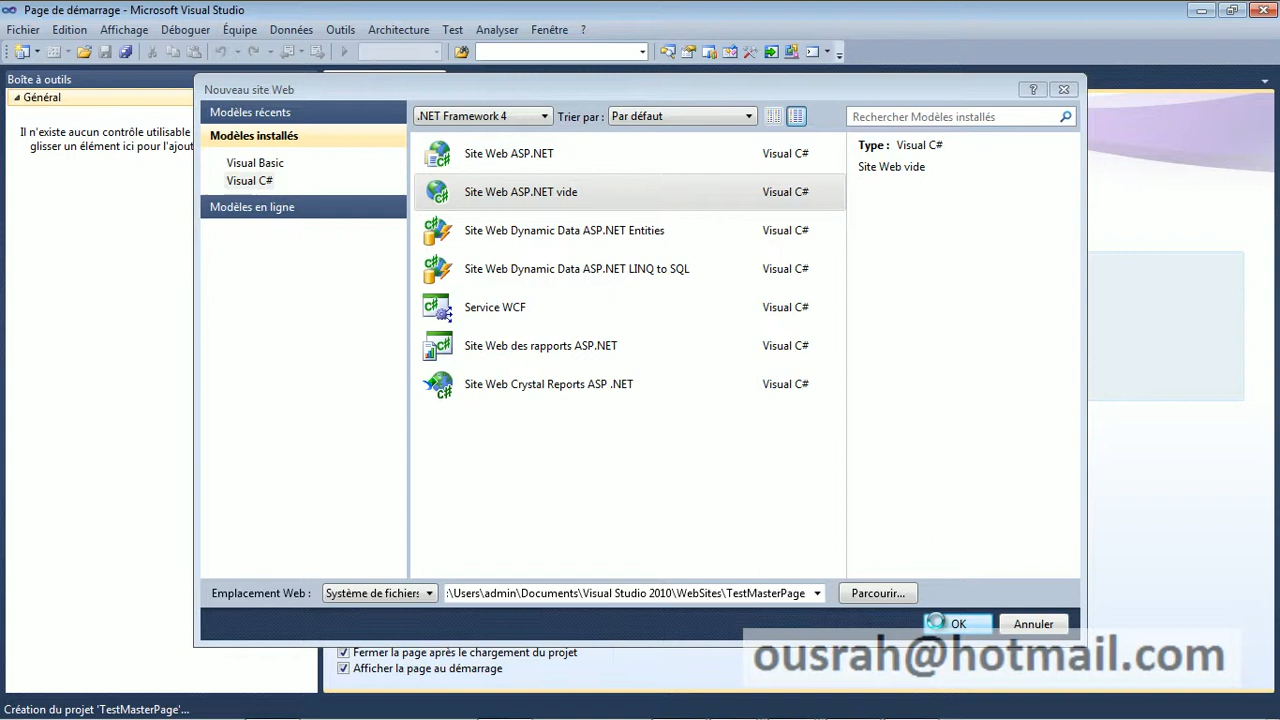 Page de démarrage - Microsoft Visual Studio
Fichier Edition Affichage Déboguer Équipe Données Outils Architecture Test Analyser Fenêtre ?
Boîte à outils
Général
Il n'existe aucun contrôle utilisable
glisser un élément ici pour l'ajout
Nouveau site Web
Modèles récents
Modèles installés
Visual Basic
Visual C#
Modèles en ligne
.NET Framework 4 Trier par : Par défaut
Site Web ASP.NET Visual C#
Site Web ASP.NET vide Visual C#
Site Web Dynamic Data ASP.NET Entities Visual C#
Site Web Dynamic Data ASP.NET LINQ to SQL Visual C#
Service WCF Visual C#
Site Web des rapports ASP.NET Visual C#
Site Web Crystal Reports ASP .NET Visual C#
Rechercher Modèles installés
Type : Visual C#
Site Web vide
Emplacement Web : Système de fichiers :\Users\admin\Documents\Visual Studio 2010\WebSites\TestMasterPage Parcourir...
OK Annuler
Fermer la page après le chargement du projet
Afficher la page au démarrage
ousrah@hotmail.com
Création du projet 'TestMasterPage'...